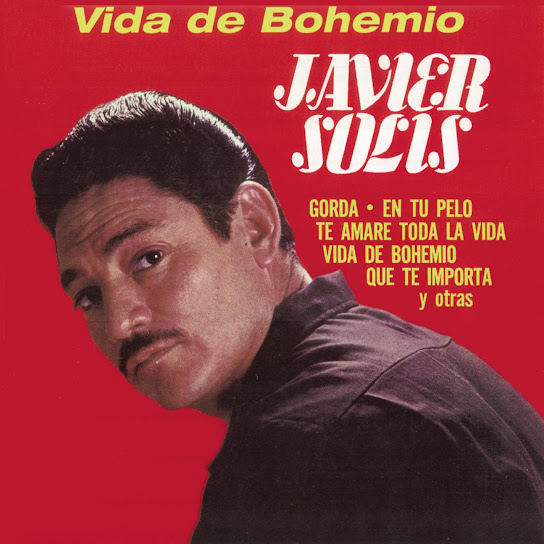 Vida de Bohemio
JAVIER
SOLIS
GORDA • EN TU PELO
TE AMARE TODA LA VIDA
VIDA DE BOHEMIO
QUE TE IMPORTA
y otras